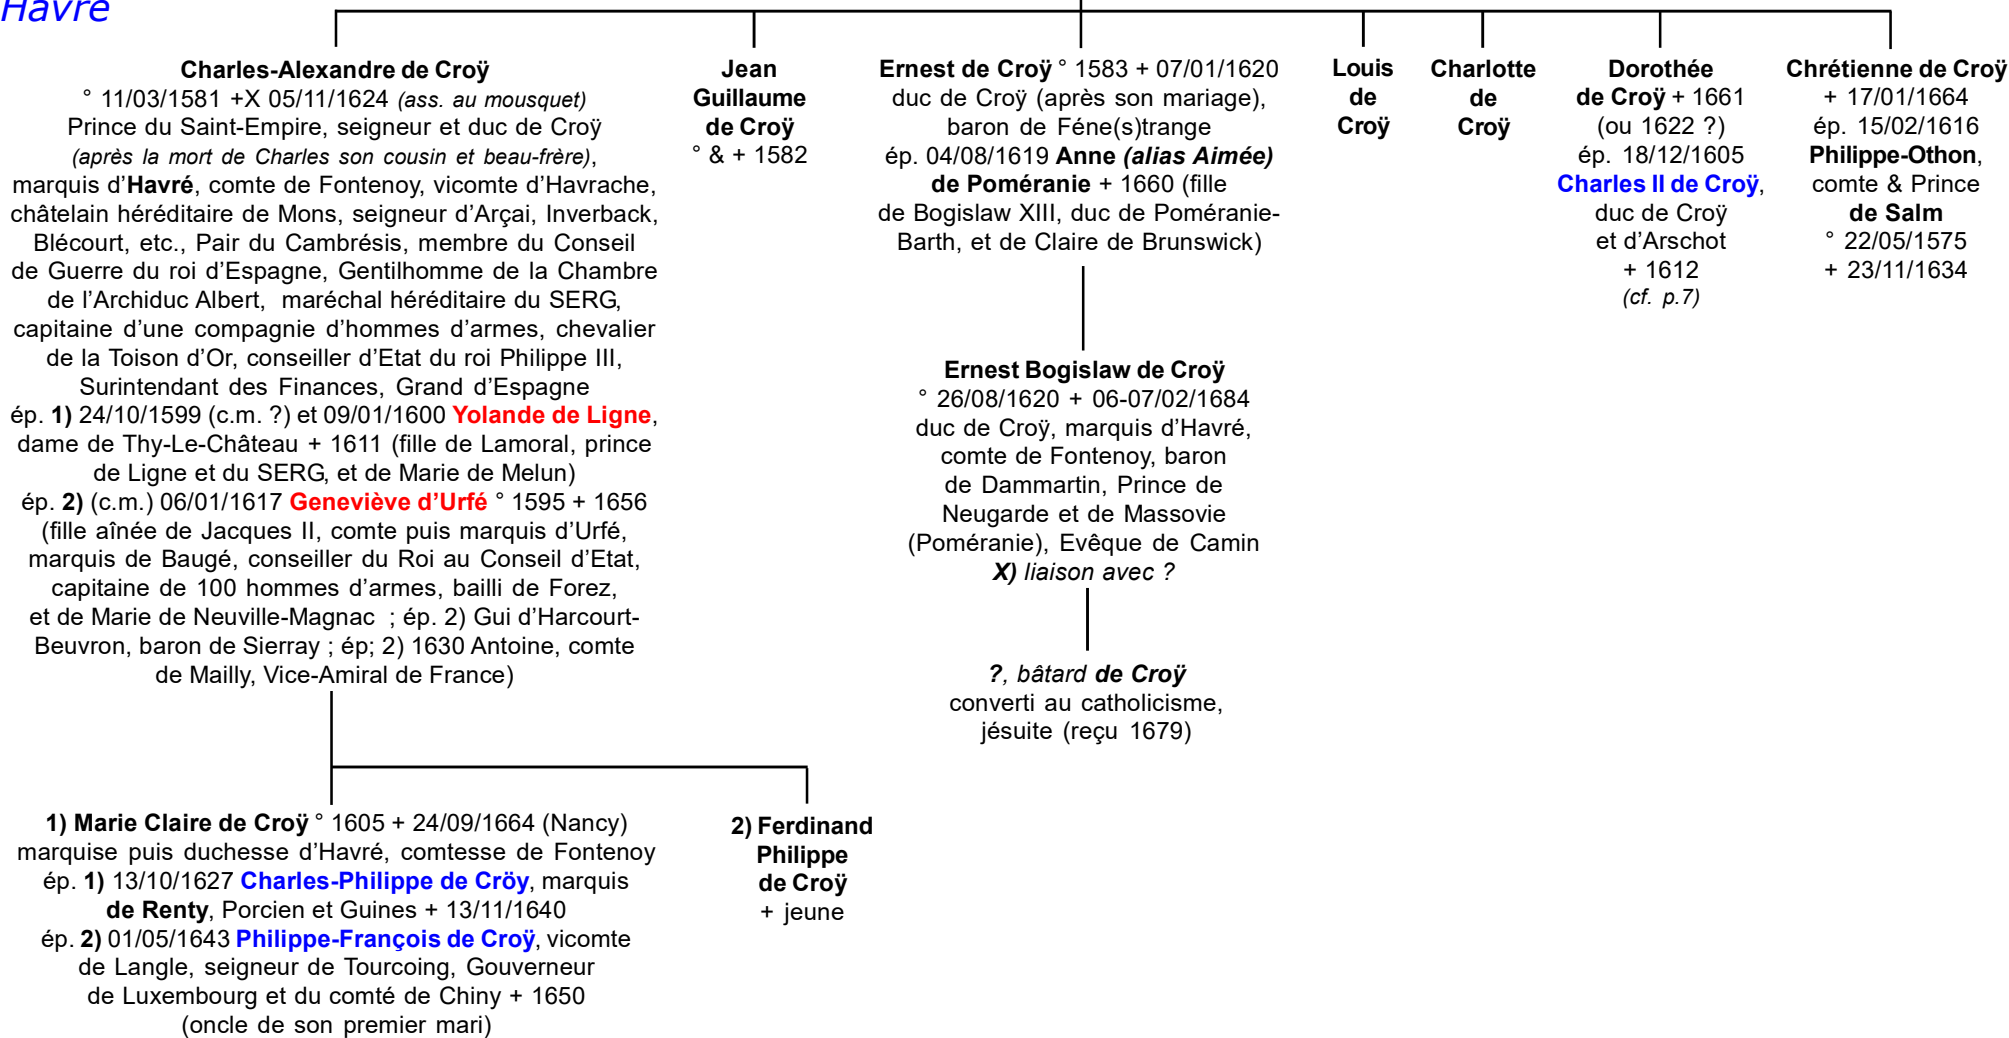 Havré
Charles-Alexandre de Croÿ
° 11/03/1581 +X 05/11/1624 (ass. au mousquet)
Prince du Saint-Empire, seigneur et duc de Croÿ
(après la mort de Charles son cousin et beau-frère),
marquis d’Havré, comte de Fontenoy, vicomte d’Havrache,
châtelain héréditaire de Mons, seigneur d’Arçai, Inverback,
Blécourt, etc., Pair du Cambrésis, membre du Conseil
de Guerre du roi d’Espagne, Gentilhomme de la Chambre
de l’Archiduc Albert, maréchal héréditaire du SERG,
capitaine d’une compagnie d’hommes d’armes, chevalier
de la Toison d’Or, conseiller d’Etat du roi Philippe III,
Surintendant des Finances, Grand d’Espagne
ép. 1) 24/10/1599 (c.m. ?) et 09/01/1600 Yolande de Ligne,
dame de Thy-Le-Château + 1611 (fille de Lamoral, prince
de Ligne et du SERG, et de Marie de Melun)
ép. 2) (c.m.) 06/01/1617 Geneviève d’Urfé ° 1595 + 1656
(fille aînée de Jacques II, comte puis marquis d’Urfé,
marquis de Baugé, conseiller du Roi au Conseil d’Etat,
capitaine de 100 hommes d’armes, bailli de Forez,
et de Marie de Neuville-Magnac ; ép. 2) Gui d’Harcourt-
Beuvron, baron de Sierray ; ép; 2) 1630 Antoine, comte
de Mailly, Vice-Amiral de France)
Jean
Guillaume
de Croÿ
° & + 1582
Ernest de Croÿ ° 1583 + 07/01/1620
duc de Croÿ (après son mariage),
baron de Féne(s)trange
ép. 04/08/1619 Anne (alias Aimée)
de Poméranie + 1660 (fille
de Bogislaw XIII, duc de Poméranie-
Barth, et de Claire de Brunswick)
Louis
de
Croÿ
Charlotte
de
Croÿ
Dorothée
de Croÿ + 1661
(ou 1622 ?)
ép. 18/12/1605
Charles II de Croÿ,
duc de Croÿ
et d’Arschot
+ 1612
(cf. p.7)
Chrétienne de Croÿ
+ 17/01/1664
ép. 15/02/1616
Philippe-Othon,
comte & Prince
de Salm
° 22/05/1575
+ 23/11/1634
Ernest Bogislaw de Croÿ
° 26/08/1620 + 06-07/02/1684
duc de Croÿ, marquis d’Havré,
comte de Fontenoy, baron
de Dammartin, Prince de
Neugarde et de Massovie
(Poméranie), Evêque de Camin
X) liaison avec ?
?, bâtard de Croÿ
converti au catholicisme,
jésuite (reçu 1679)
1) Marie Claire de Croÿ ° 1605 + 24/09/1664 (Nancy)
marquise puis duchesse d’Havré, comtesse de Fontenoy
ép. 1) 13/10/1627 Charles-Philippe de Cröy, marquis
de Renty, Porcien et Guines + 13/11/1640
ép. 2) 01/05/1643 Philippe-François de Croÿ, vicomte
de Langle, seigneur de Tourcoing, Gouverneur
de Luxembourg et du comté de Chiny + 1650
(oncle de son premier mari)
2) Ferdinand
Philippe
de Croÿ
+ jeune